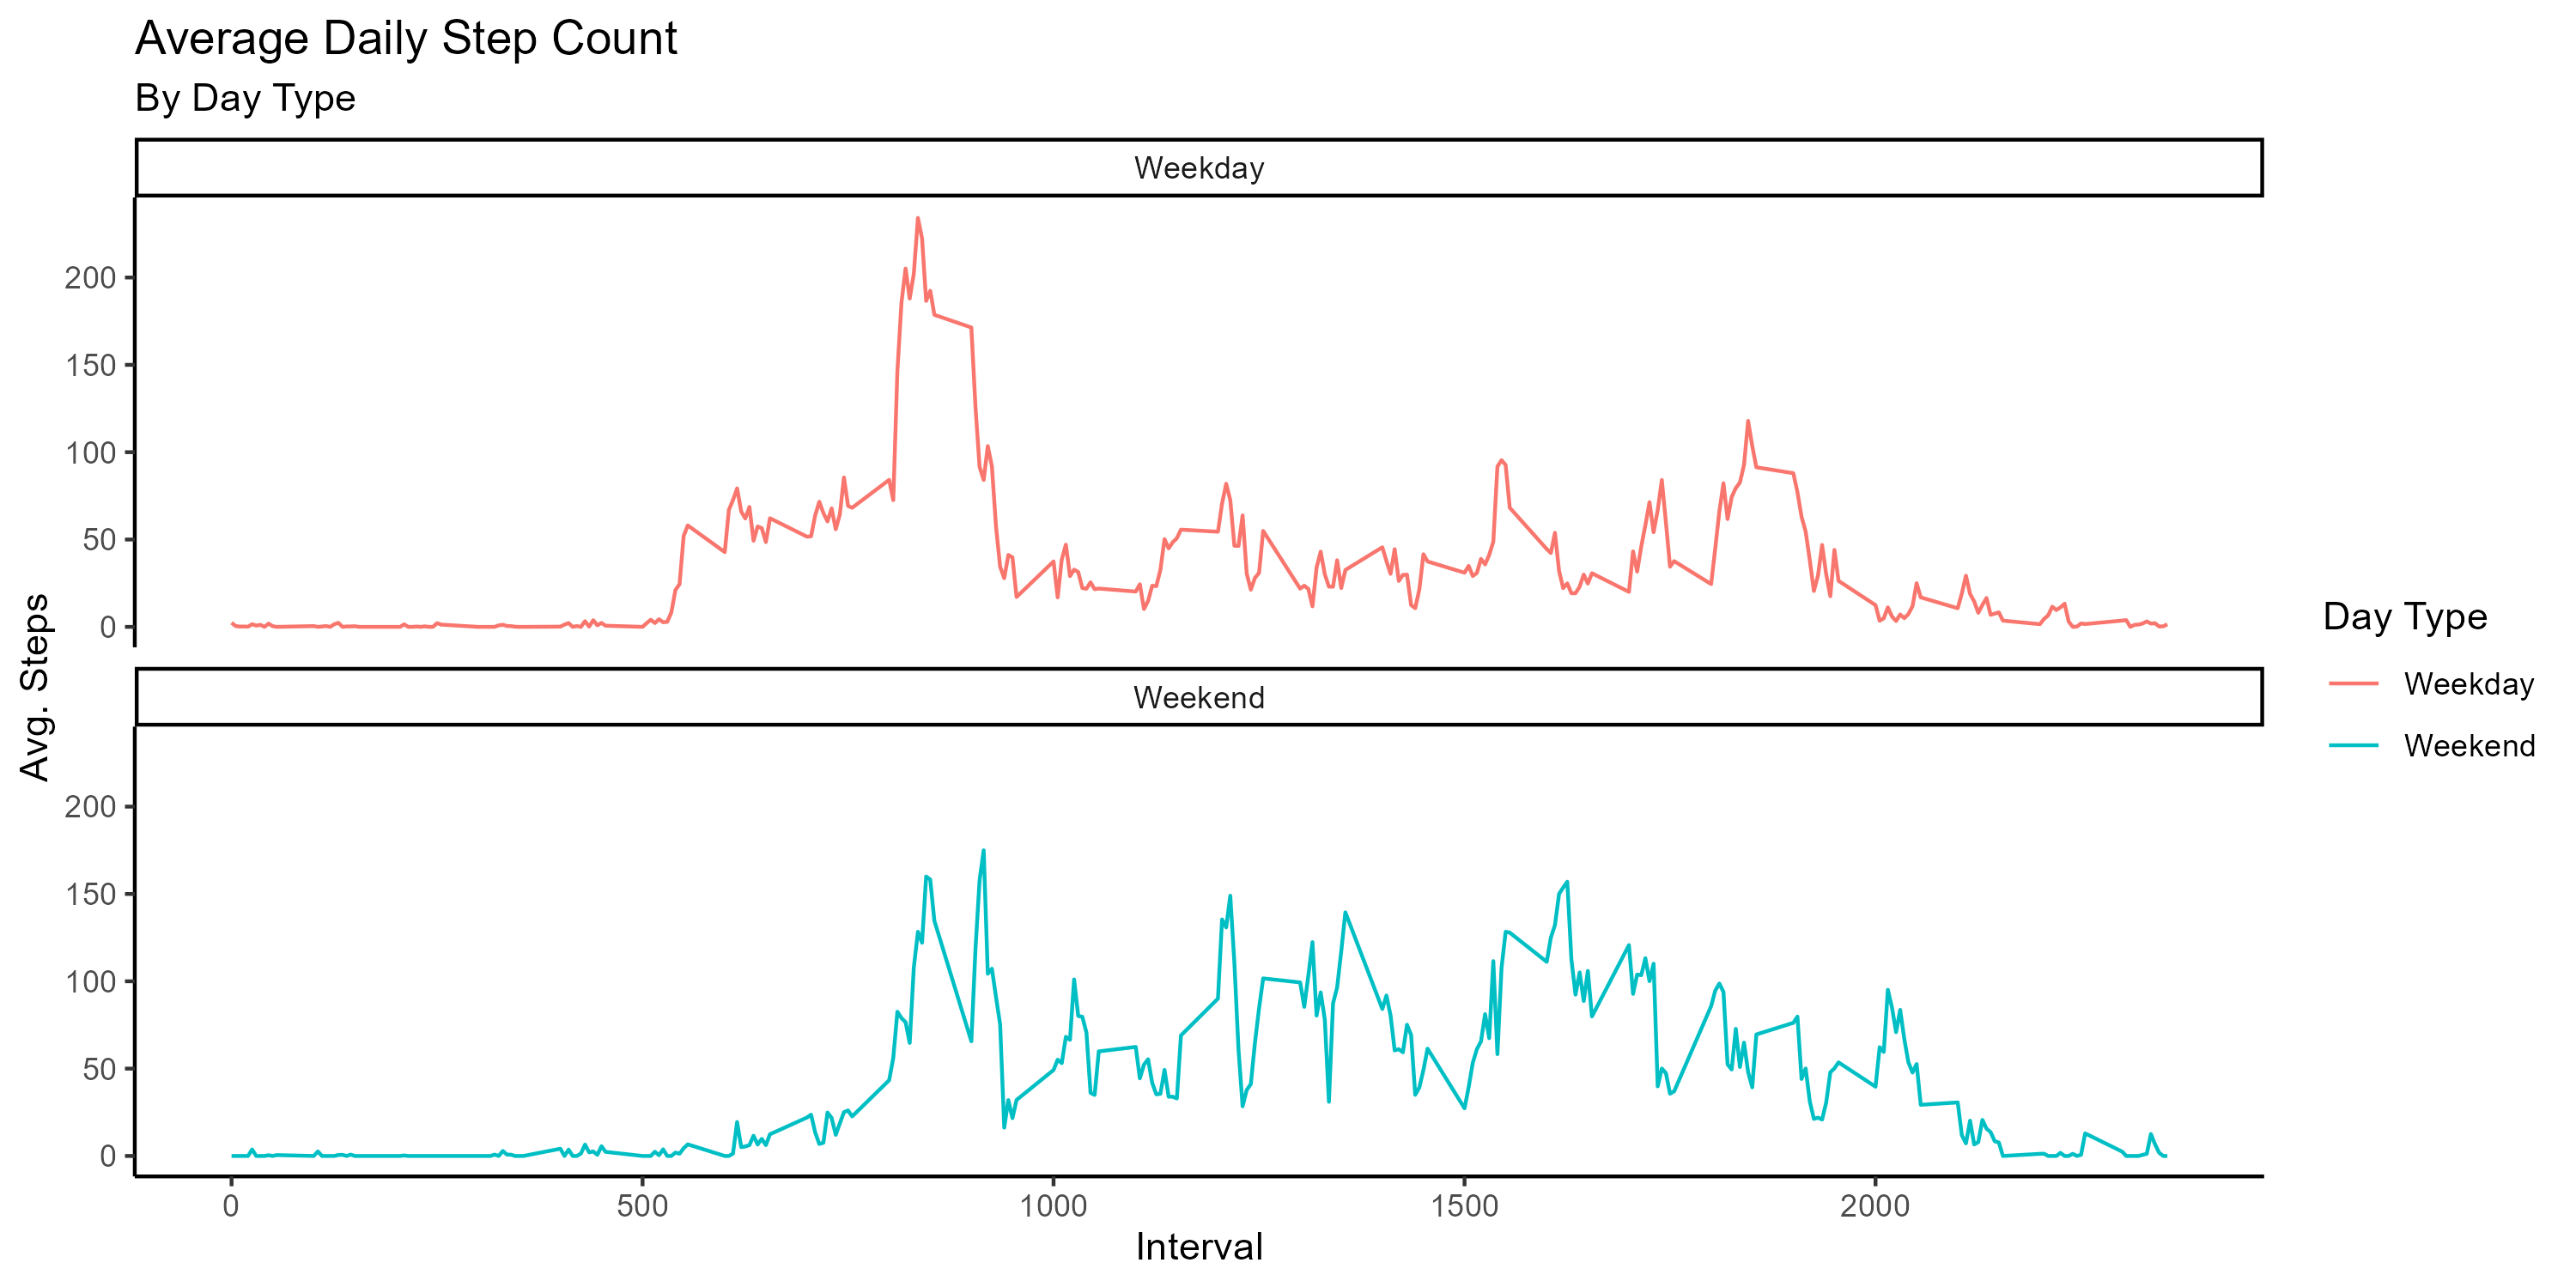 Average Daily Step Count
By Day Type
Weekday
200
150
100
50
0
Weekend
200
150
100
50
0
0 500 1000 1500 2000
Interval
Avg. Steps
Day Type
Weekday
Weekend